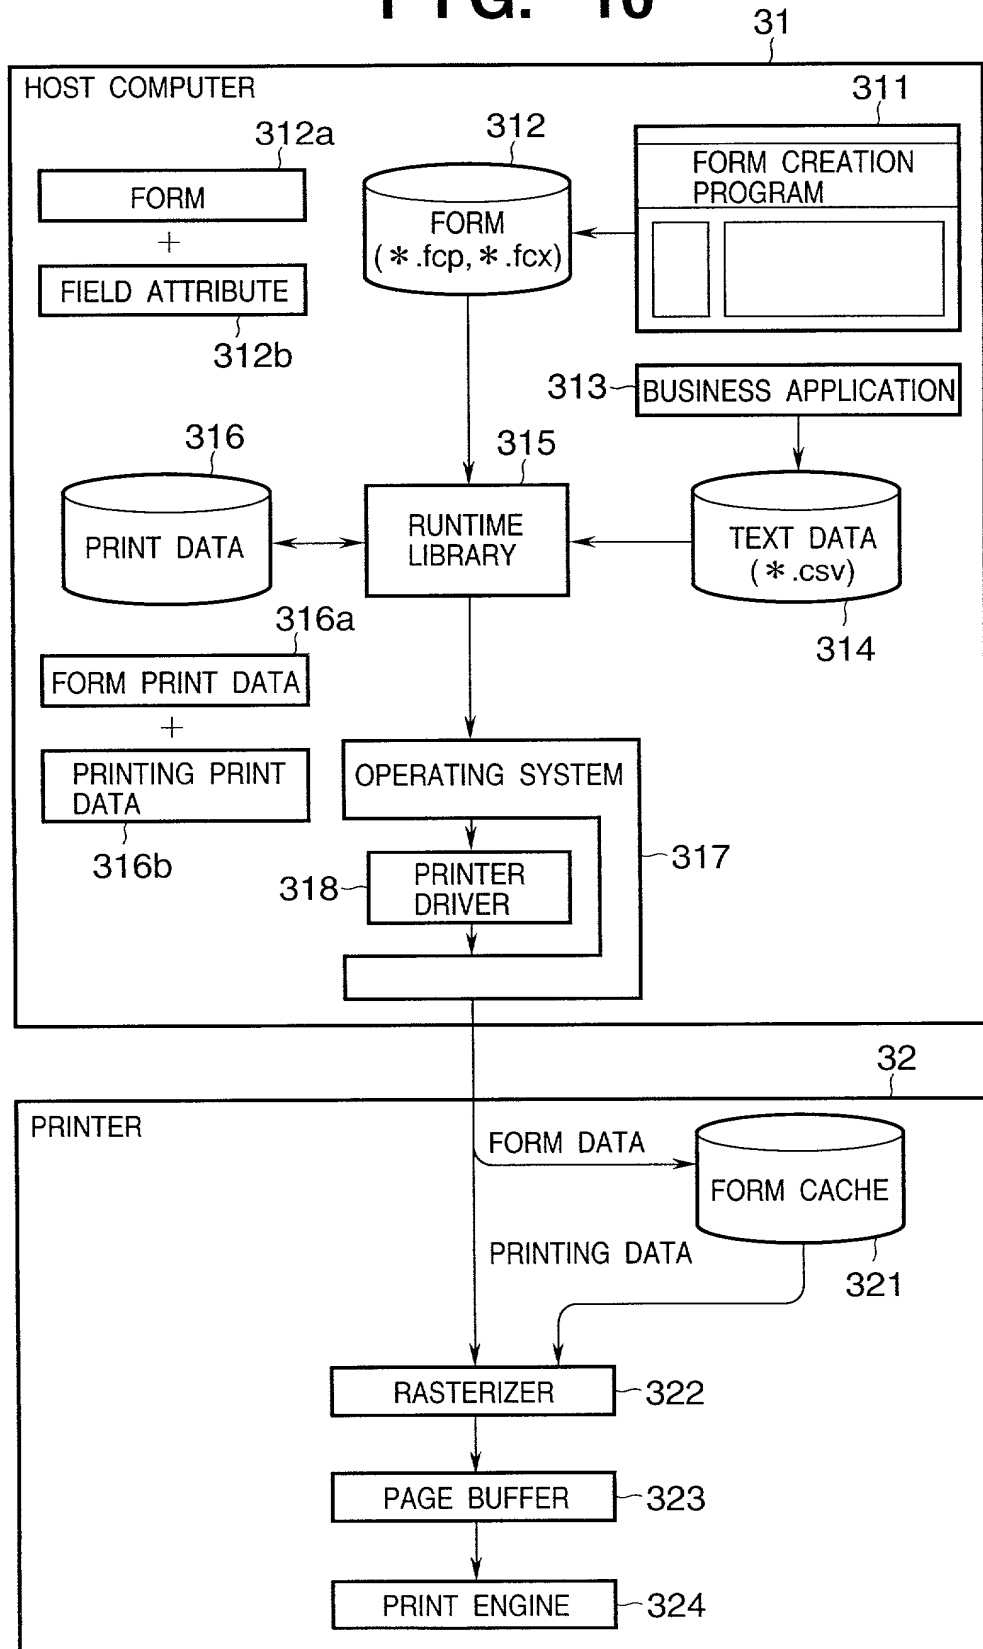 FIG. 10
31
HOST COMPUTER
311
312a
312
FORM CREATION
PROGRAM
FORM
FORM
(*.fcp,*.fcx)
+
FIELD ATTRIBUTE
312b
313
BUSINESS APPLICATION
316
315
PRINT DATA
RUNTIME
LIBRARY
TEXT DATA
(*.csv)
314
316a
FORM PRINT DATA
+
PRINTING PRINT
DATA
316b
OPERATING SYSTEM
317
318
PRINTER
DRIVER
32
PRINTER
FORM DATA
FORM CACHE
321
PRINTING DATA
RASTERIZER
322
PAGE BUFFER
323
PRINT ENGINE
324